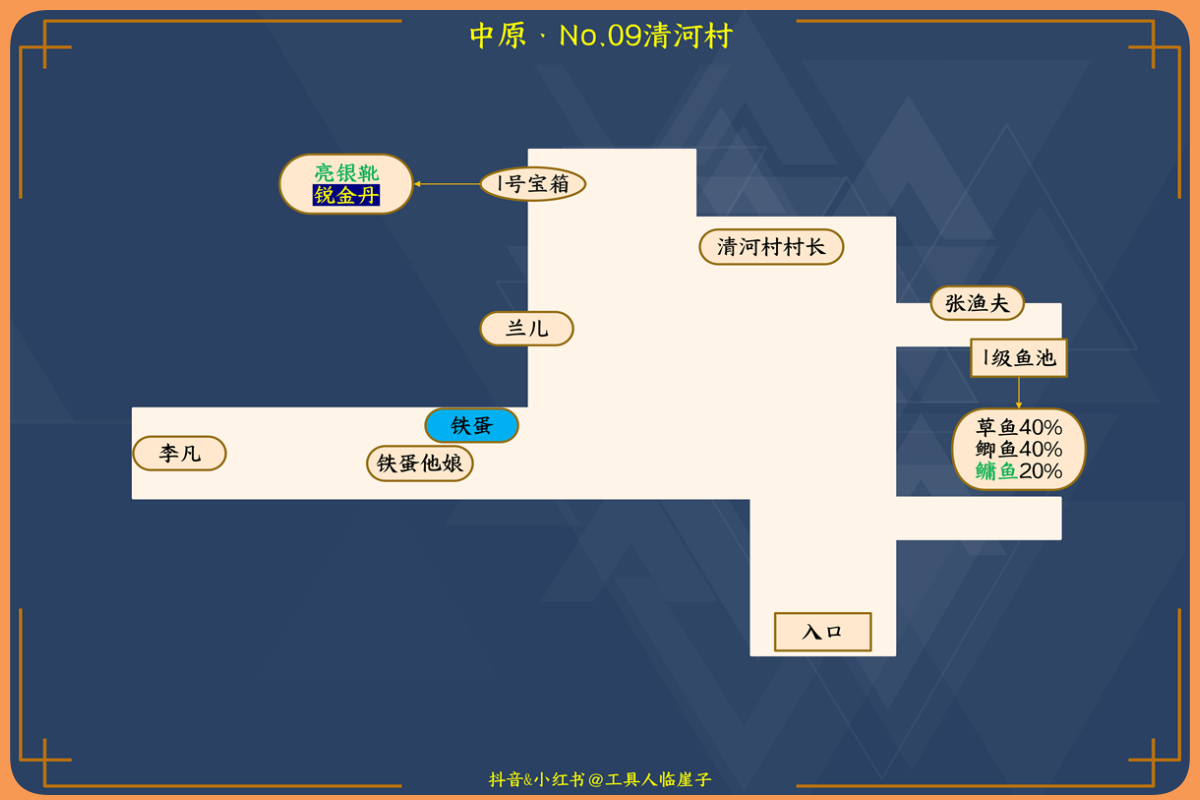 中原·No.09清河村
亮银靴
锐金丹
1号宝箱
清河村村长
张渔夫
兰儿
1级鱼池
铁蛋
李凡
铁蛋他娘
草鱼40%
鲫鱼40%
鳙鱼20%
入口
抖音&小红书@工具人临崖子